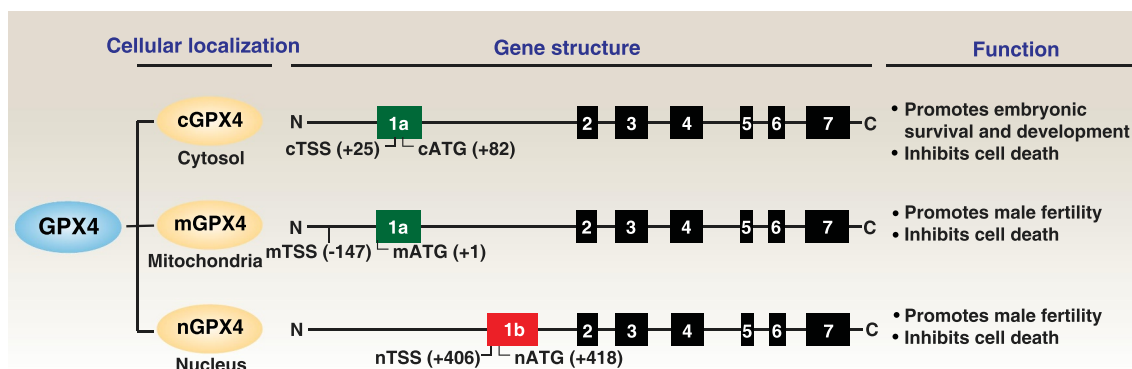 Cellular localization Gene structure Function
GPX4
cGPX4
Cytosol
N 1a 2 3 4 5 6 7 C
cTSS (+25) cATG (+82)
• Promotes embryonic
survival and development
• Inhibits cell death
mGPX4
Mitochondria
N 1a 2 3 4 5 6 7 C
mTSS (-147) mATG (+1)
• Promotes male fertility
• Inhibits cell death
nGPX4
Nucleus
N 1b 2 3 4 5 6 7 C
nTSS (+406) nATG (+418)
• Promotes male fertility
• Inhibits cell death